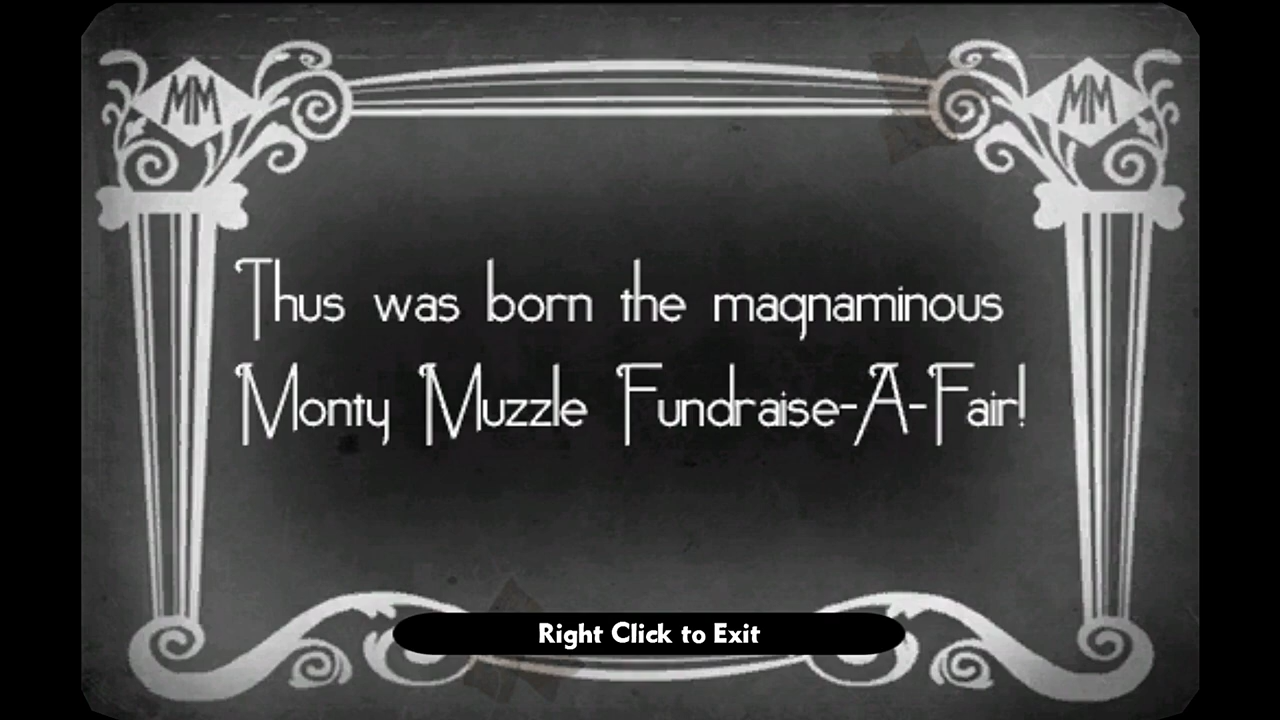 MM MM
Thus was born the magnaminous
Monty Muzzle Fundraise-A-Fair!
Right Click to Exit